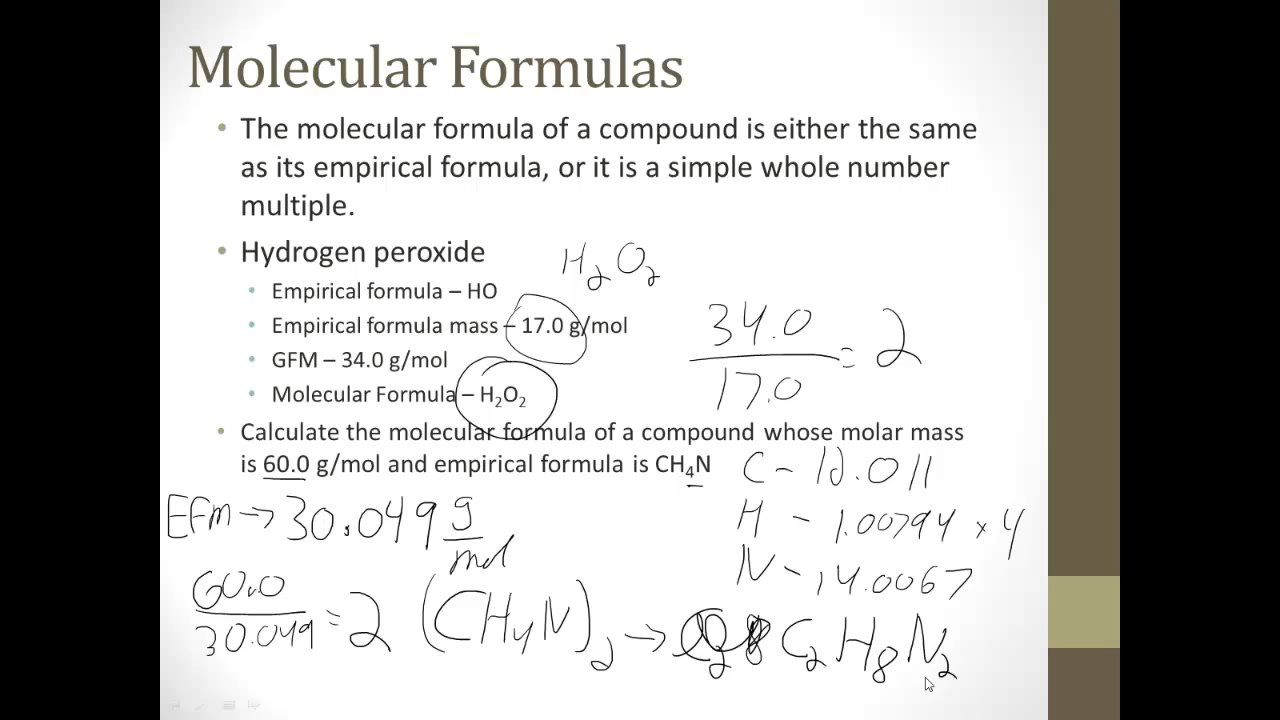 Molecular Formulas
• The molecular formula of a compound is either the same
as its empirical formula, or it is a simple whole number
multiple.
• Hydrogen peroxide
H₂O₂
• Empirical formula – HO
• Empirical formula mass – 17.0 g/mol
• GFM – 34.0 g/mol
• Molecular Formula – H₂O₂
34.0
17.0
= 2
• Calculate the molecular formula of a compound whose molar mass
is 60.0 g/mol and empirical formula is CH₄N
C - 12.011
H - 1.00794 x 4
N - 14.0067
EFM → 30.049 g
mol
60.0
30.049
= 2 (CH4N)2 → C2H8N2